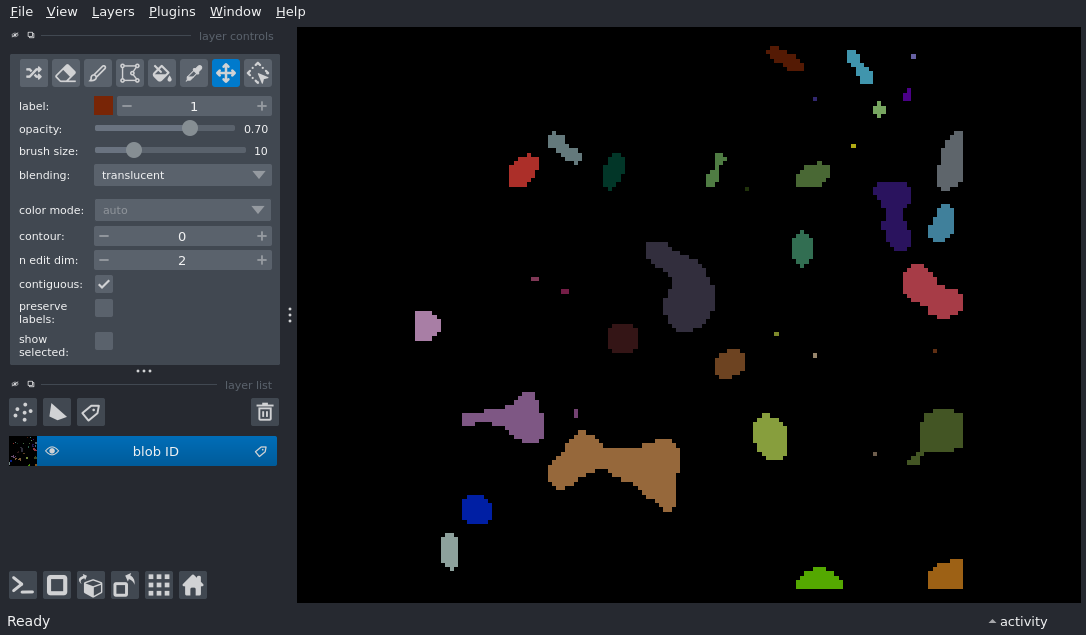 File View Layers Plugins Window Help
layer controls
label: 1
opacity: 0.70
brush size: 10
blending: translucent
color mode: auto
contour: 0
n edit dim: 2
contiguous:
preserve
labels:
show
selected:
layer list
blob ID
Ready
activity